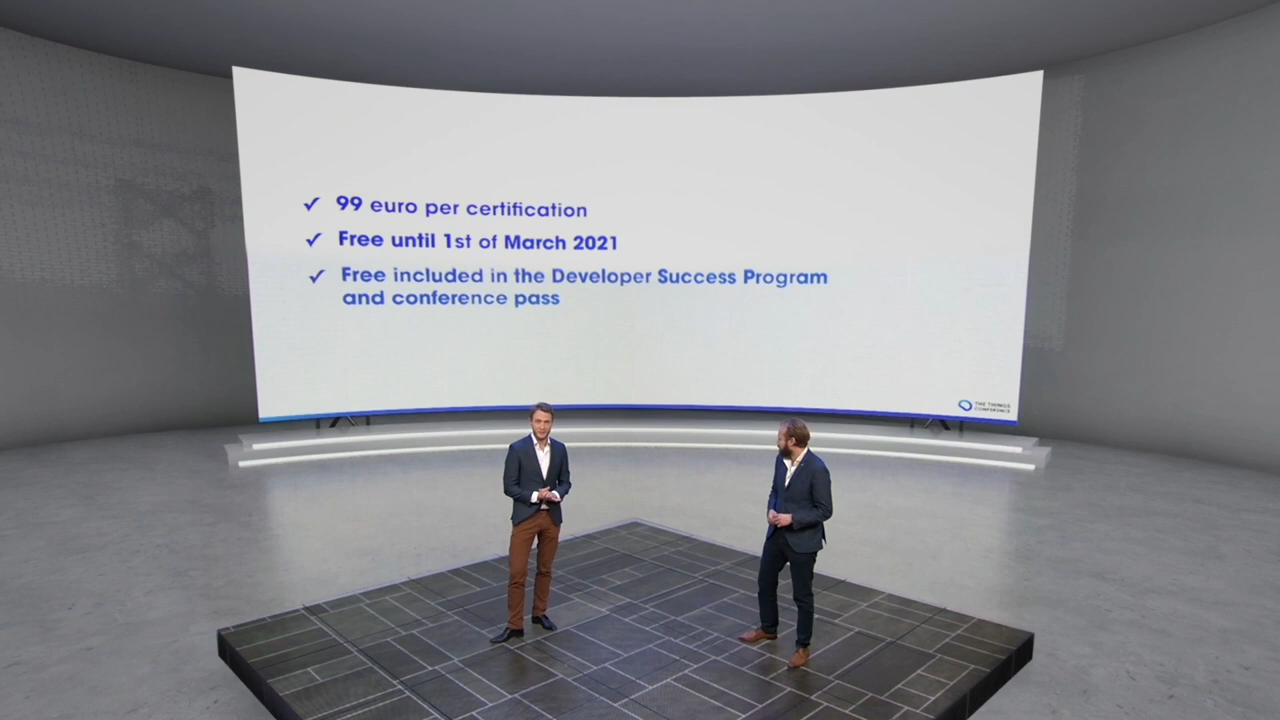 ✓ 99 euro per certification
✓ Free until 1st of March 2021
✓ Free included in the Developer Success Program
and conference pass
THE THINGS
CONFERENCE